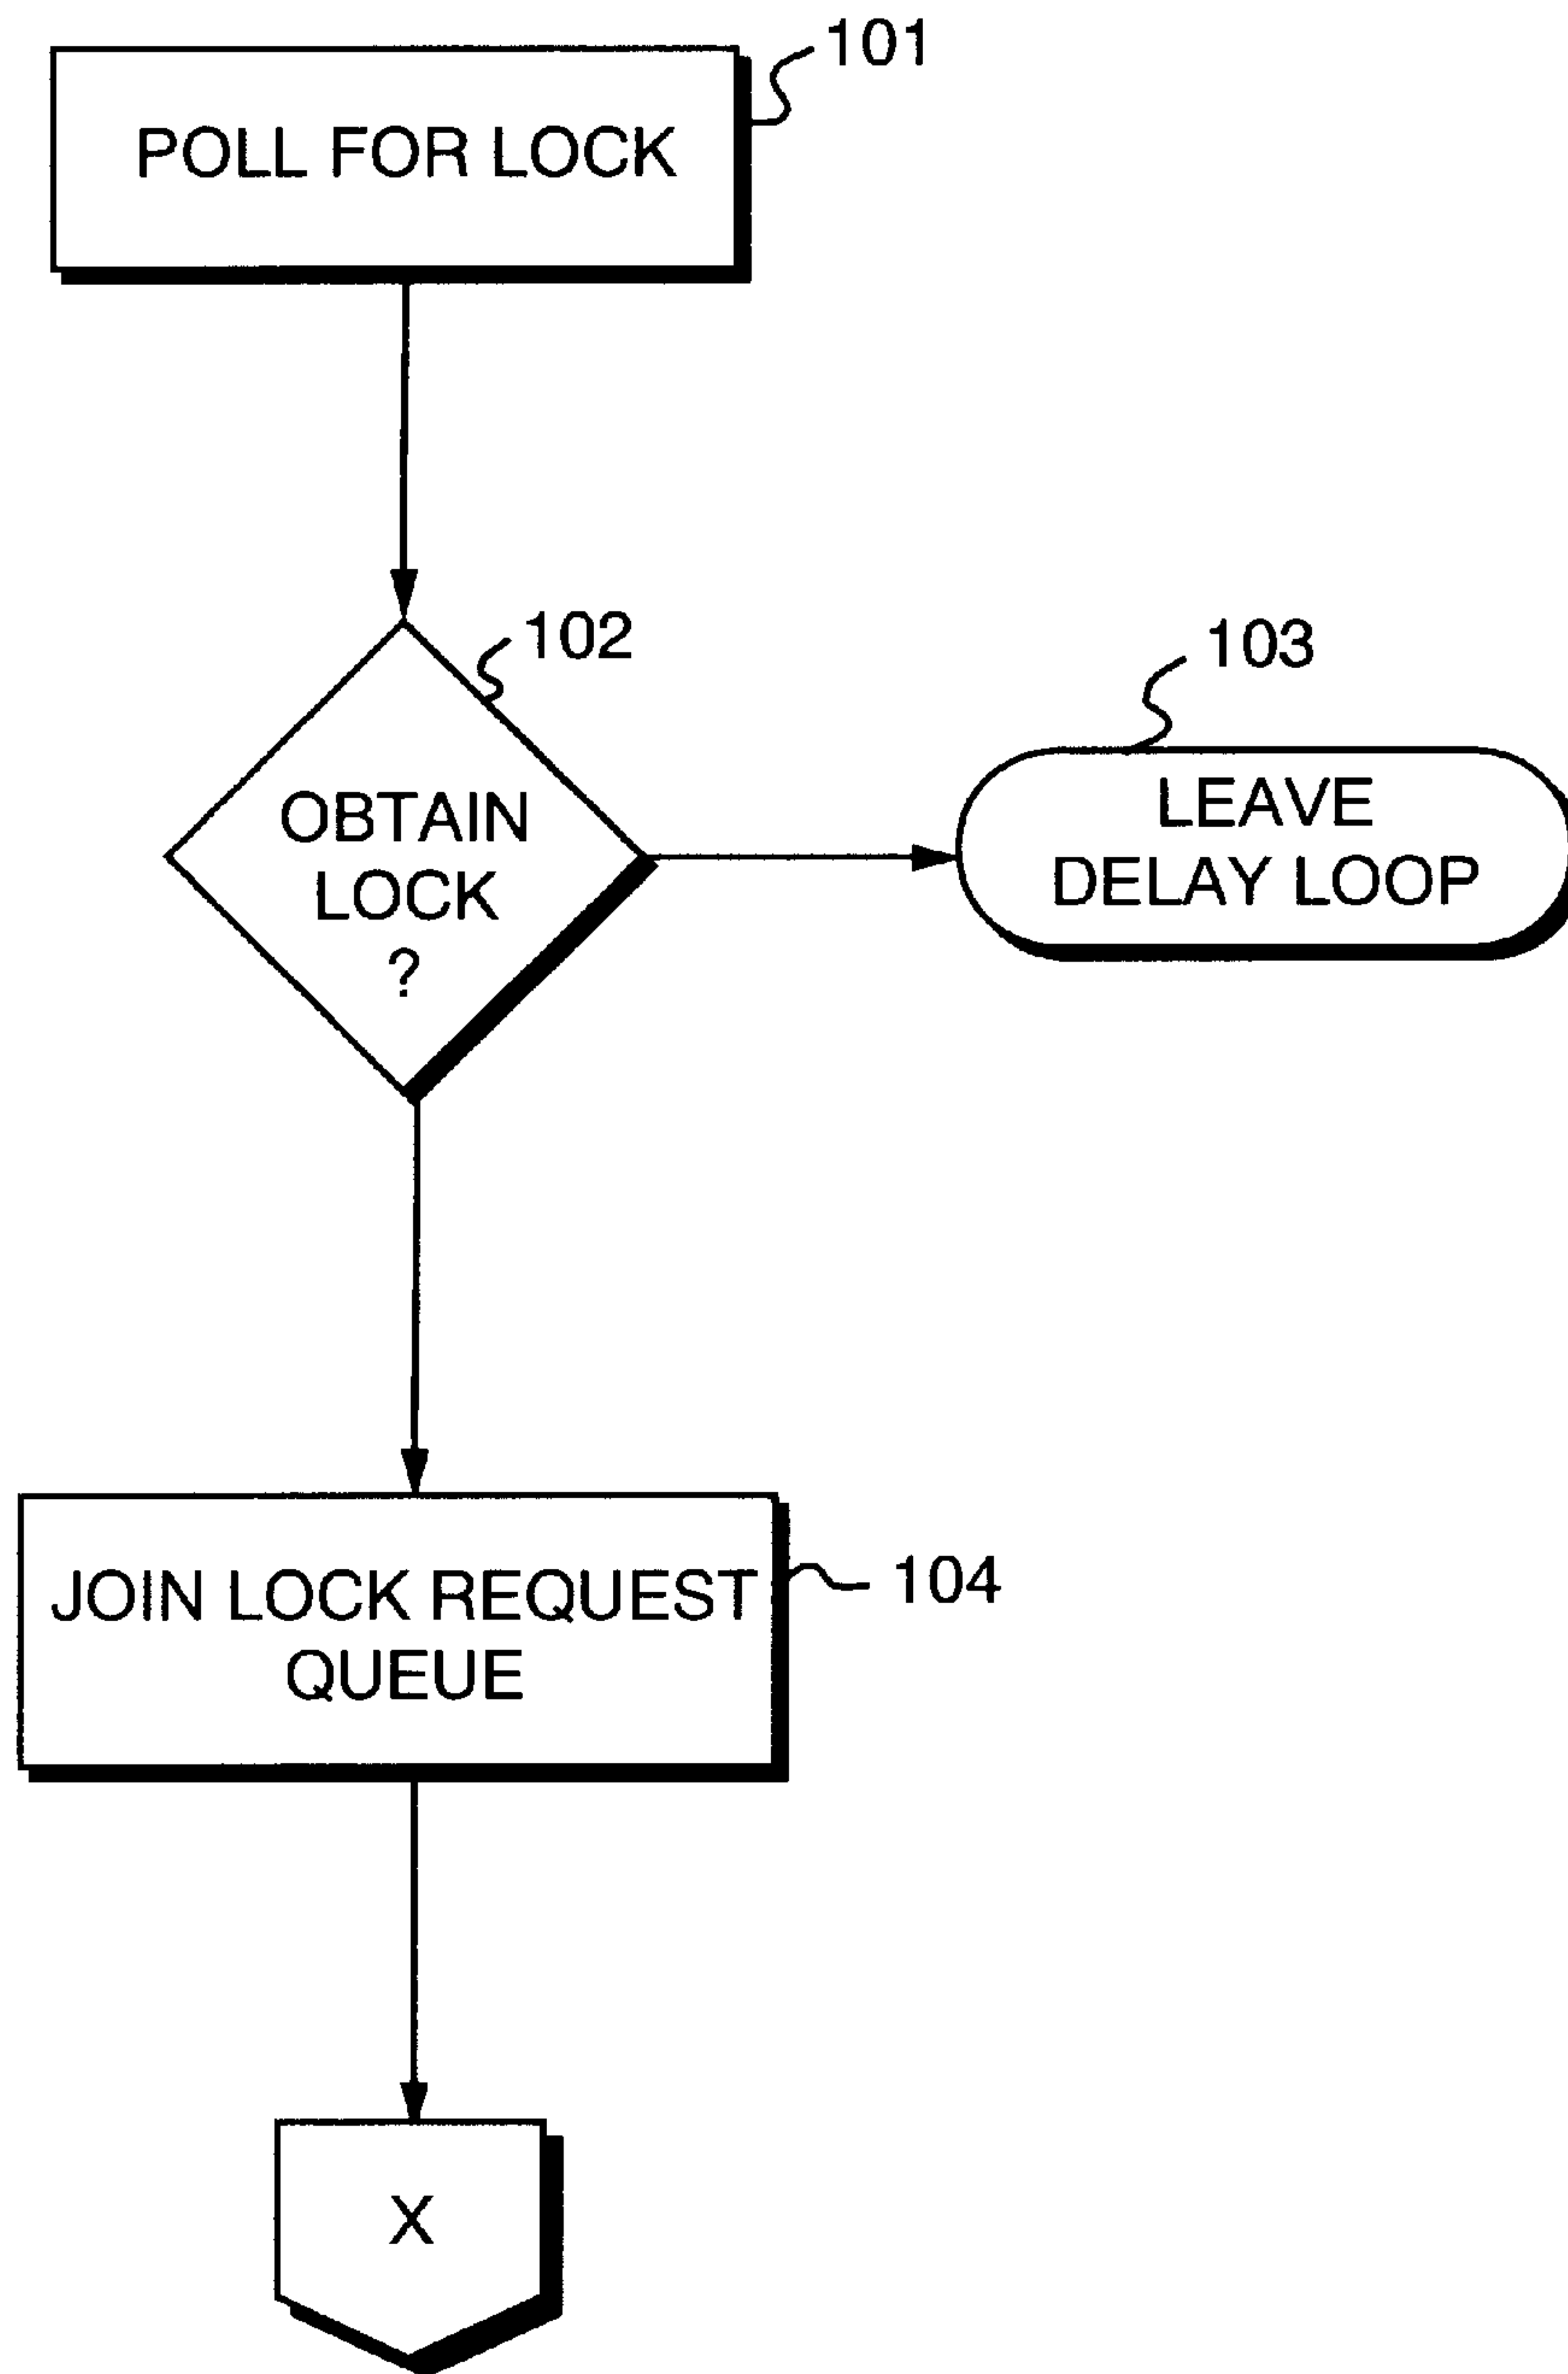 101
POLL FOR LOCK
102
103
OBTAIN
LOCK
?
LEAVE
DELAY LOOP
JOIN LOCK REQUEST
QUEUE
104
X